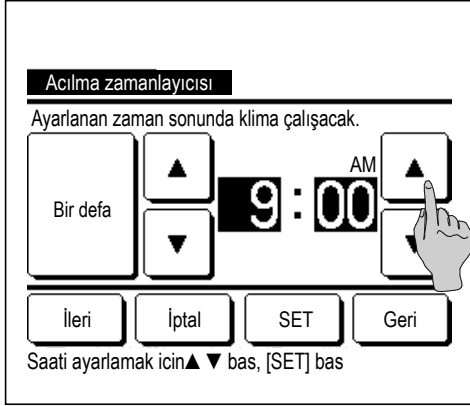 Acılma zamanlayıcısı
Ayarlanan zaman sonunda klima çalışacak.
Bir defa
▲
AM
▲
9 : 00
▼
▼
İleri
İptal
SET
Geri
Saati ayarlamak icin▲ ▼ bas, [SET] bas